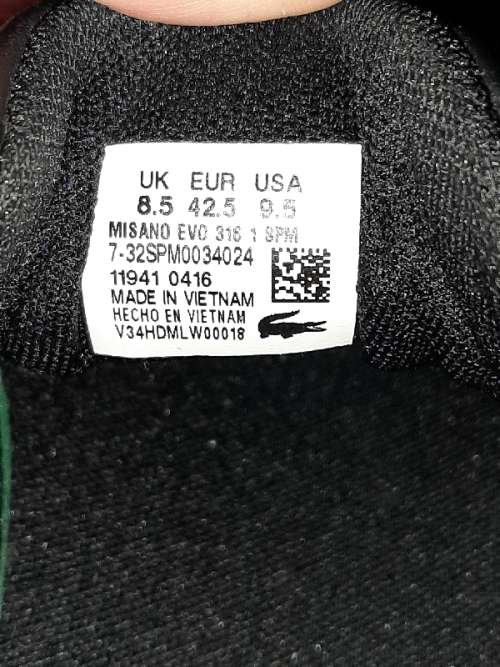 UK EUR USA
8.5 42.5 9.5
MISANO EVO 316 1 SPM
7-32SPM0034024
11941 0416
MADE IN VIETNAM
HECHO EN VIETNAM
V34HDMLW00018